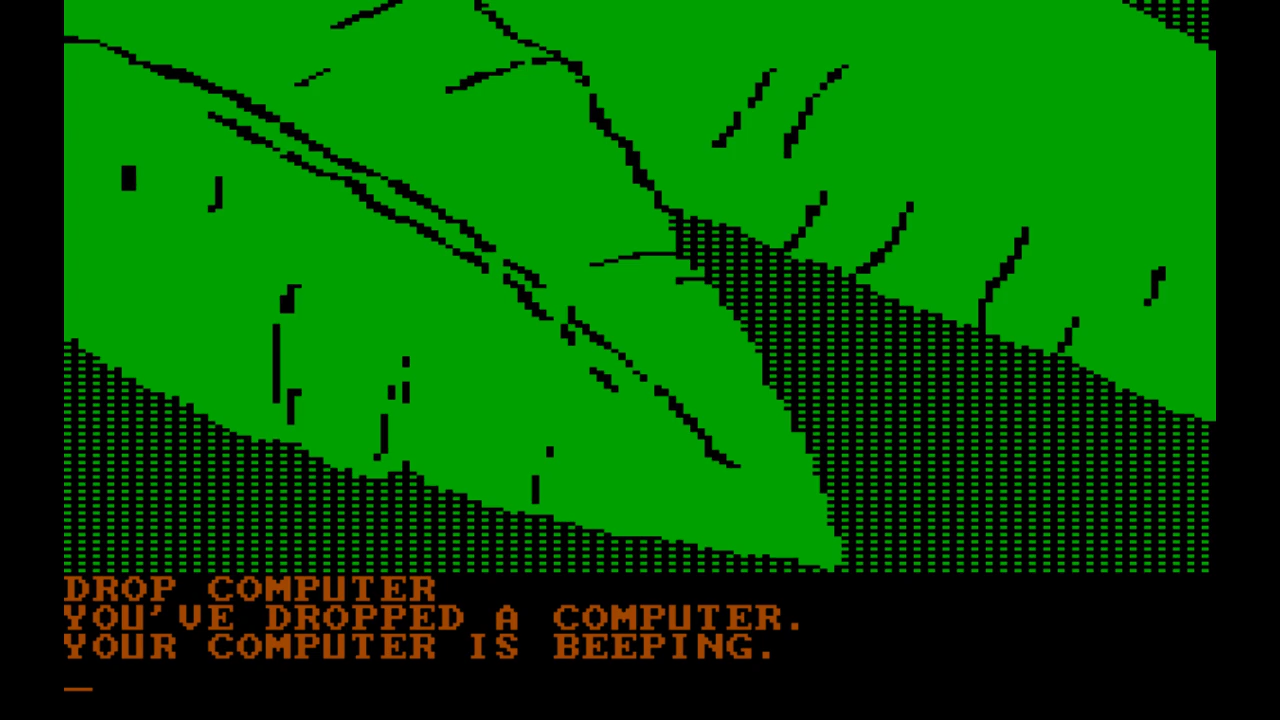 DROP COMPUTER
YOU'VE DROPPED A COMPUTER.
YOUR COMPUTER IS BEEPING.